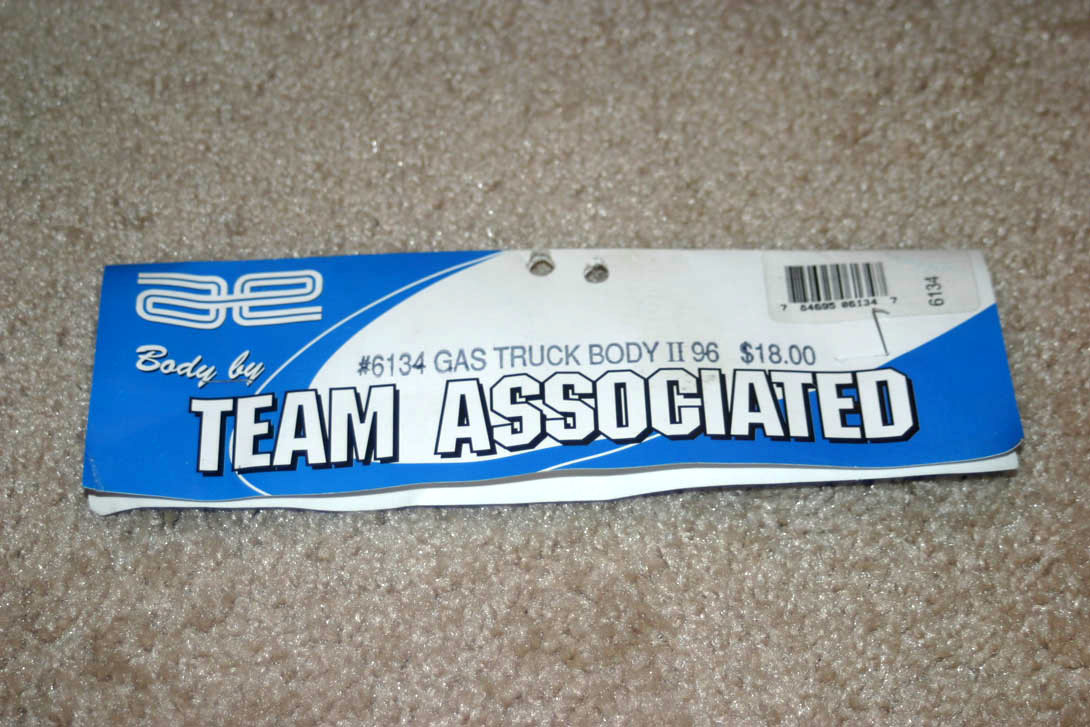 ae
Body by
#6134 GAS TRUCK BODY II 96 $18.00
TEAM ASSOCIATED
7 84695 06134 7
6134